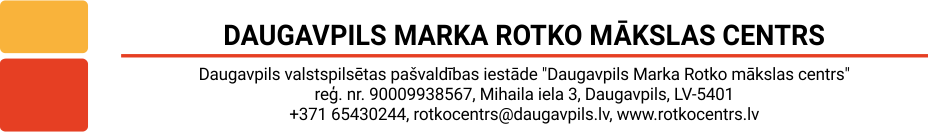 DAUGAVPILS MARKA ROTKO MĀKSLAS CENTRS
Daugavpils valstspilsētas pašvaldības iestāde "Daugavpils Marka Rotko mākslas centrs"
reģ. nr. 90009938567, Mihaila iela 3, Daugavpils, LV-5401
+371 65430244, rotkocentrs@daugavpils.lv, www.rotkocentrs.lv